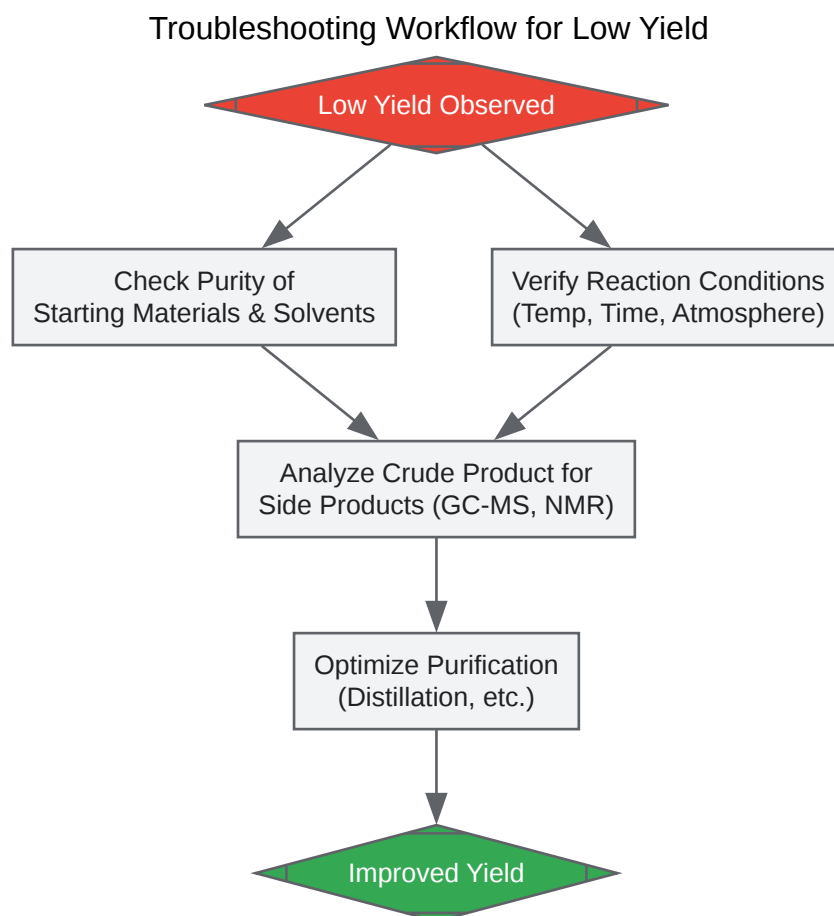 Troubleshooting Workflow for Low Yield
Low Yield Observed
Check Purity of
Starting Materials & Solvents
Verify Reaction Conditions
(Temp, Time, Atmosphere)
Analyze Crude Product for
Side Products (GC-MS, NMR)
Optimize Purification
(Distillation, etc.)
Improved Yield